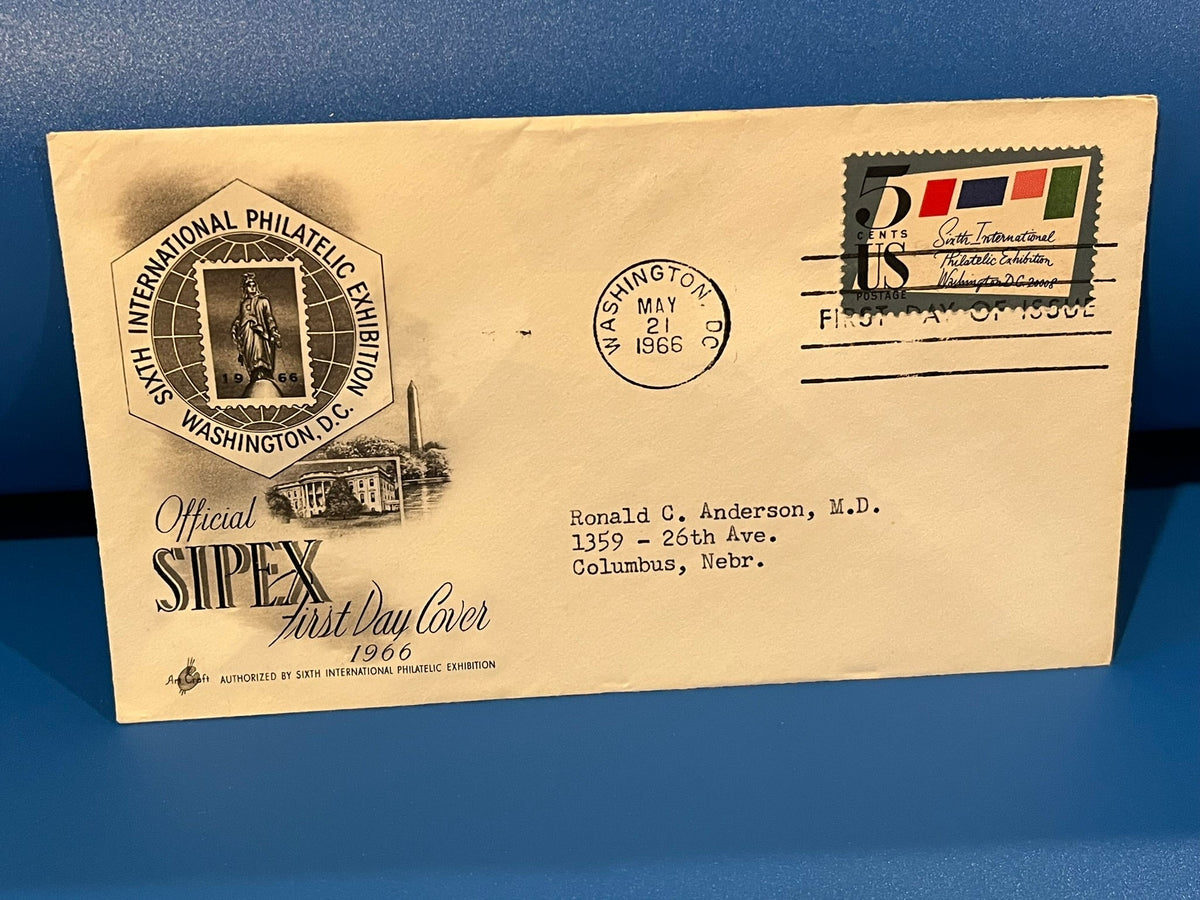 SIXTH INTERNATIONAL PHILATELIC EXHIBITION
WASHINGTON, D.C.
1966
Official
SIPEX
First Day Cover
1966
Art Craft
AUTHORIZED BY SIXTH INTERNATIONAL PHILATELIC EXHIBITION
WASHINGTON DC
MAY
21
1966
5
CENTS
US
POSTAGE
Sixth International
Philatelic Exhibition
Washington D.C. 20008
FIRST DAY OF ISSUE
Ronald C. Anderson, M.D.
1359 - 26th Ave.
Columbus, Nebr.